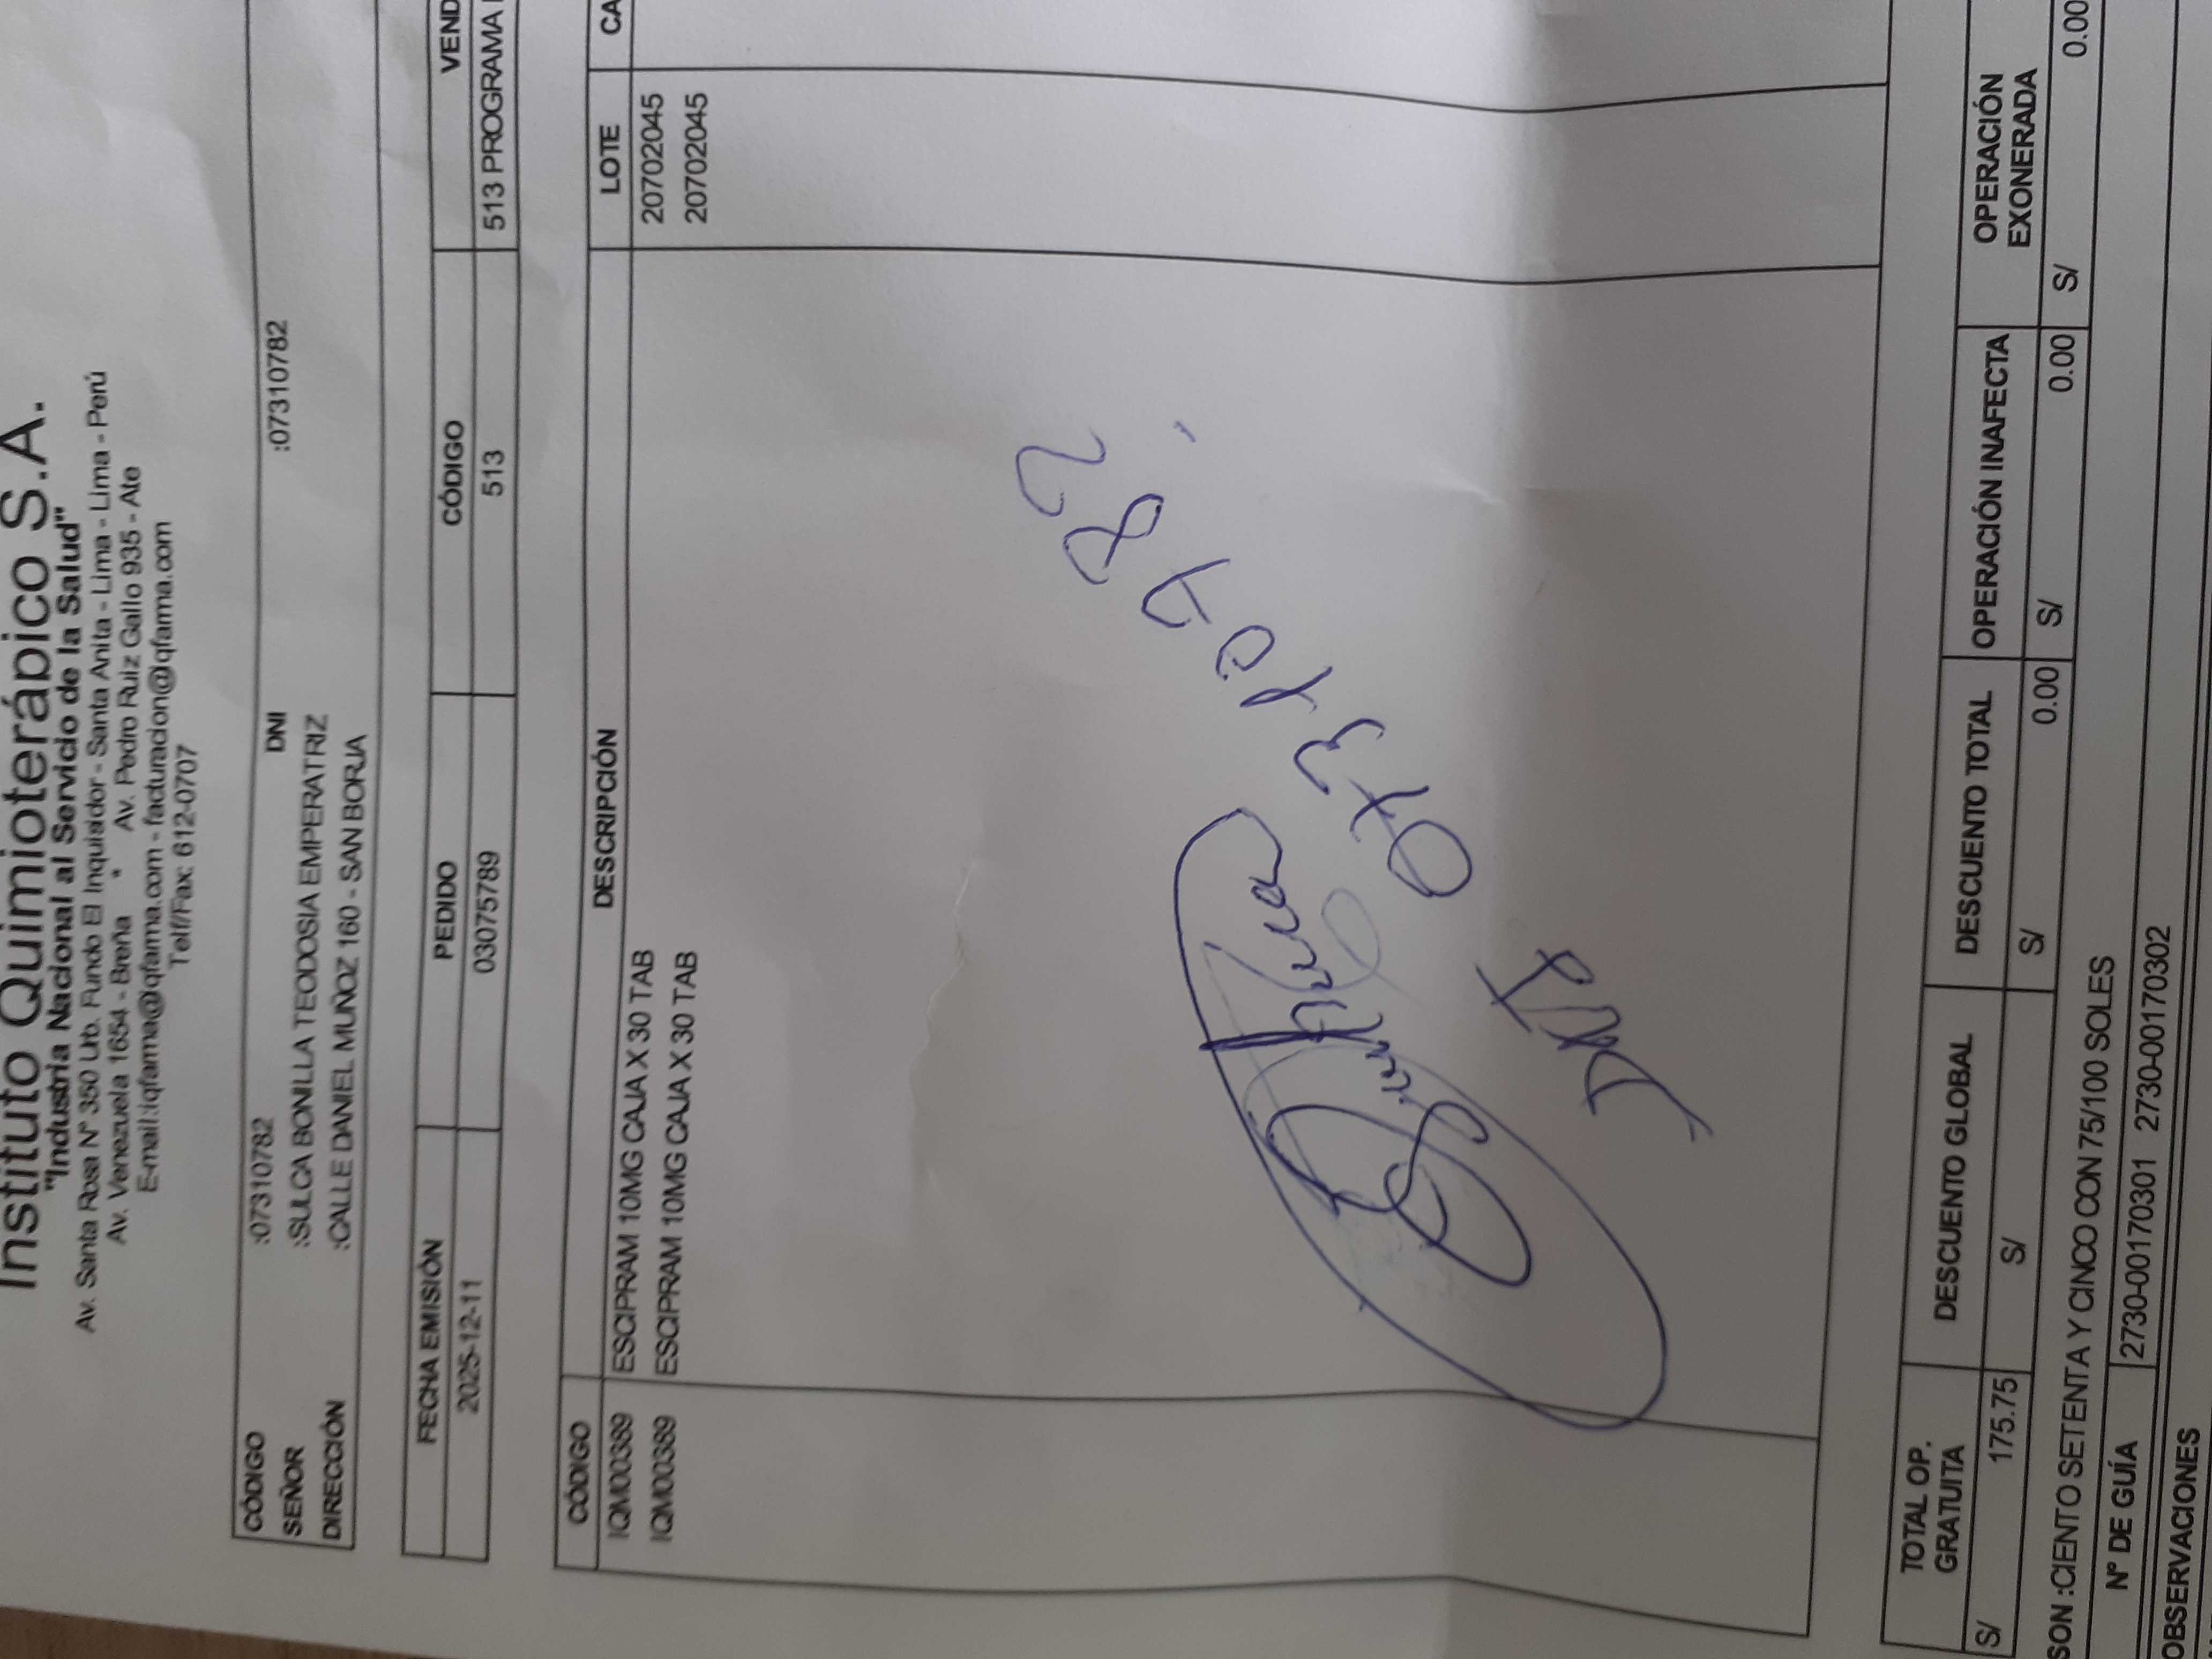 Instituto Quimioterápico S.A.
"Industria Nacional al Servicio de la Salud"
Av. Santa Rosa Nº 350 Urb. Fundo El Inquisidor - Santa Anita - Lima - Lima - Perú
Av. Venezuela 1654 - Breña * Av. Pedro Ruiz Gallo 935 - Ate
E-mail:iqfarma@iqfarma.com - facturacion@iqfarma.com
Telf/Fax: 612-0707
CÓDIGO :07310782 DNI :07310782
SEÑOR :SULCA BONILLA TEODOSIA EMPERATRIZ
DIRECCIÓN :CALLE DANIEL MUÑOZ 160 - SAN BORJA
FECHA EMISIÓN PEDIDO CÓDIGO VEND
2025-12-11 03075789 513 513 PROGRAMA
CÓDIGO DESCRIPCIÓN LOTE CA
IQM00389 ESCIPRAM 10MG CAJA X 30 TAB 20702045
IQM00389 ESCIPRAM 10MG CAJA X 30 TAB 20702045
DNI 07310782
TOTAL OP. GRATUITA DESCUENTO GLOBAL DESCUENTO TOTAL OPERACIÓN INAFECTA OPERACIÓN EXONERADA
S/ 175.75 S/ S/ 0.00 S/ 0.00 S/ 0.00
SON :CIENTO SETENTA Y CINCO CON 75/100 SOLES
Nº DE GUÍA 2730-00170301 2730-00170302
OBSERVACIONES